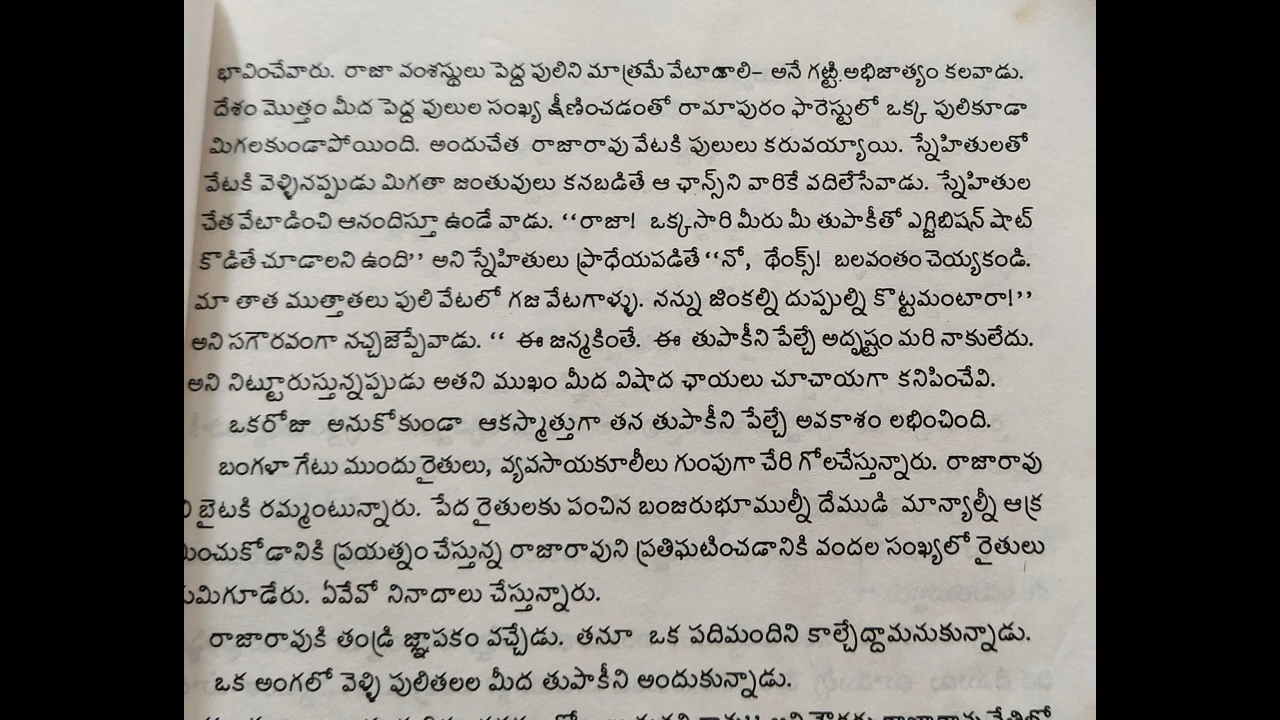 భావించేవారు. రాజా వంశస్థులు పెద్ద పులిని మాత్రమే వేటాడాలి– అనే గట్టి.అభిజాత్యం కలవాడు.
దేశం మొత్తం మీద పెద్ద వులుల సంఖ్య క్షీణించడంతో రామాపురం ఫారెస్టులో ఒక్క పులికూడా
మిగలకుండాపోయింది. అందుచేత రాజారావు వేటకి పులులు కరువయ్యాయి. స్నేహితులతో
వేటకి వెళ్ళినప్పుడు మిగతా జంతువులు కనబడితే ఆ ఛాన్స్‌ని వారికే వదిలేసేవాడు. స్నేహితుల
చేత వేటాడించి ఆనందిస్తూ ఉండే వాడు. ‘‘రాజా! ఒక్కసారి మీరు మీ తుపాకీతో ఎగ్జిబిషన్ షాట్
కొడితే చూడాలని ఉంది’’ అని స్నేహితులు ప్రాధేయపడితే ‘‘నో, థేంక్స్! బలవంతం చెయ్యకండి.
మా తాత ముత్తాతలు పులి వేటలో గజ వేటగాళ్ళు. నన్ను జింకల్ని దుప్పుల్ని కొట్టమంటారా!’’
అని సగౌరవంగా నచ్చజెప్పేవాడు. ‘‘ ఈ జన్మకింతే. ఈ తుపాకీని పేల్చే అదృష్టం మరి నాకులేదు.
అని నిట్టూరుస్తున్నప్పుడు అతని ముఖం మీద విషాద ఛాయలు చూచాయగా కనిపించేవి.
ఒకరోజు అనుకోకుండా ఆకస్మాత్తుగా తన తుపాకీని పేల్చే అవకాశం లభించింది.
బంగళా గేటు ముందు రైతులు, వ్యవసాయకూలీలు గుంపుగా చేరి గోలచేస్తున్నారు. రాజారావు
బైటకి రమ్మంటున్నారు. పేద రైతులకు పంచిన బంజరుభూముల్నీ దేముడి మాన్యాల్నీ ఆక్ర
మించుకోడానికి ప్రయత్నం చేస్తున్న రాజారావుని ప్రతిఘటించడానికి వందల సంఖ్యలో రైతులు
గుమిగూడేరు. ఏవేవో నినాదాలు చేస్తున్నారు.
రాజారావుకి తండ్రి జ్ఞాపకం వచ్చేడు. తనూ ఒక పదిమందిని కాల్చేద్దామనుకున్నాడు.
ఒక అంగలో వెళ్ళి పులితలల మీద తుపాకీని అందుకున్నాడు.